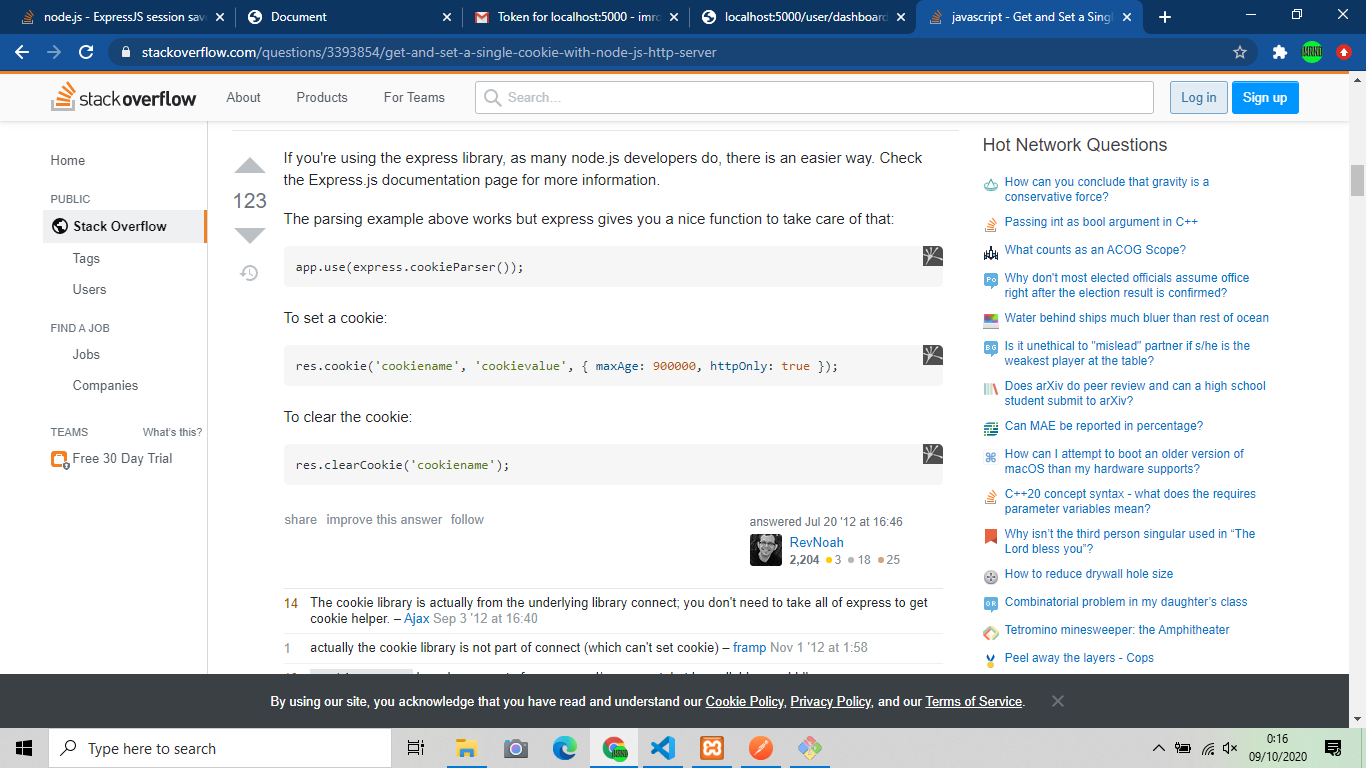 node.js - ExpressJS session sav
Document
Token for localhost:5000 - imro
localhost:5000/user/dashboard
javascript - Get and Set a Singl
stackoverflow.com/questions/3393854/get-and-set-a-single-cookie-with-node-js-http-server
stackoverflow
About
Products
For Teams
Search...
Log in
Sign up
Home
PUBLIC
Stack Overflow
Tags
Users
FIND A JOB
Jobs
Companies
TEAMS
What's this?
Free 30 Day Trial
123
If you're using the express library, as many node.js developers do, there is an easier way. Check
the Express.js documentation page for more information.
The parsing example above works but express gives you a nice function to take care of that:
app.use(express.cookieParser());
To set a cookie:
res.cookie('cookiename', 'cookievalue', { maxAge: 900000, httpOnly: true });
To clear the cookie:
res.clearCookie('cookiename');
share improve this answer follow
answered Jul 20 '12 at 16:46
RevNoah
2,204 3 18 25
14 The cookie library is actually from the underlying library connect; you don't need to take all of express to get
cookie helper. – Ajax Sep 3 '12 at 16:40
1 actually the cookie library is not part of connect (which can't set cookie) – framp Nov 1 '12 at 1:58
Hot Network Questions
How can you conclude that gravity is a
conservative force?
Passing int as bool argument in C++
What counts as an ACOG Scope?
Why don't most elected officials assume office
right after the election result is confirmed?
Water behind ships much bluer than rest of ocean
Is it unethical to "mislead" partner if s/he is the
weakest player at the table?
Does arXiv do peer review and can a high school
student submit to arXiv?
Can MAE be reported in percentage?
How can I attempt to boot an older version of
macOS than my hardware supports?
C++20 concept syntax - what does the requires
parameter variables mean?
Why isn't the third person singular used in “The
Lord bless you”?
How to reduce drywall hole size
Combinatorial problem in my daughter's class
Tetromino minesweeper: the Amphitheater
Peel away the layers - Cops
By using our site, you acknowledge that you have read and understand our Cookie Policy, Privacy Policy, and our Terms of Service.
Type here to search
0:16
09/10/2020